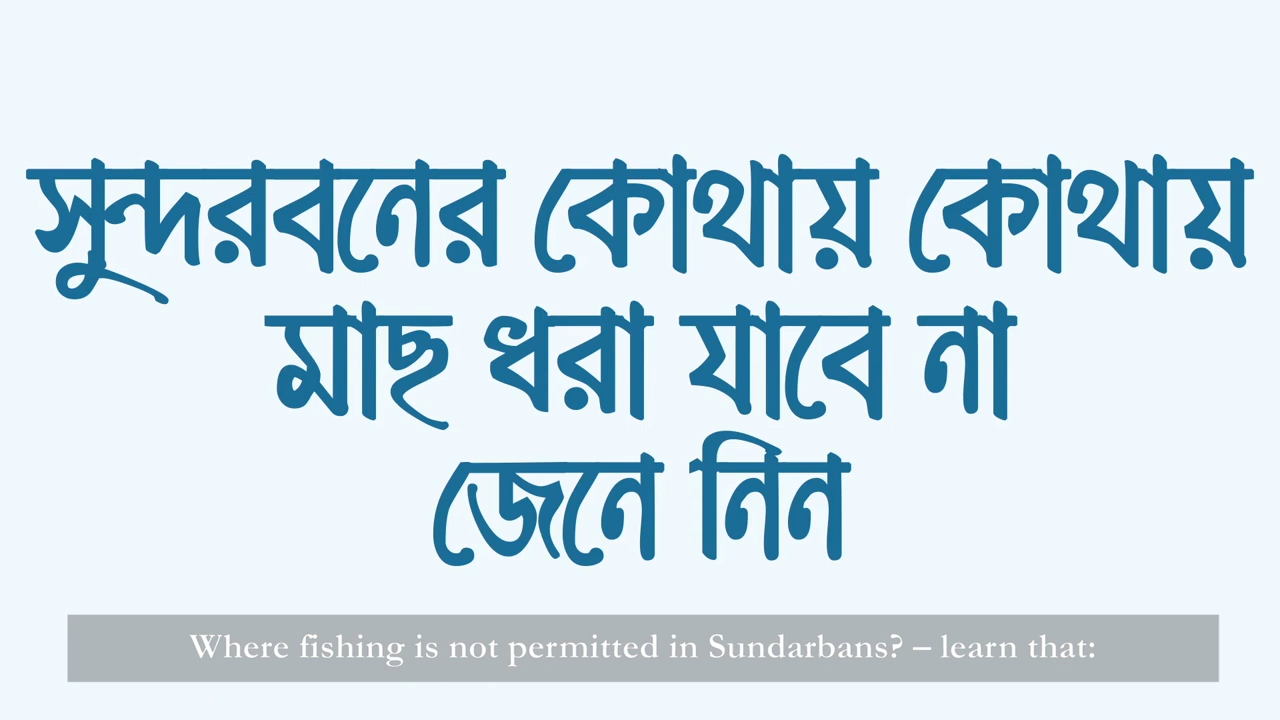 সুন্দরবনের কোথায় কোথায়
মাছ ধরা যাবে না
জেনে নিন
Where fishing is not permitted in Sundarbans? – learn that: